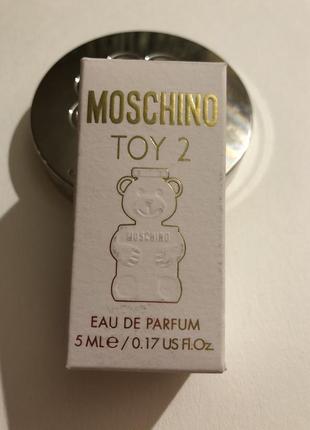 MOSCHINO
TOY 2
MOSCHINO
EAU DE PARFUM
5 ML℮/0.17 US Fl.Oz.